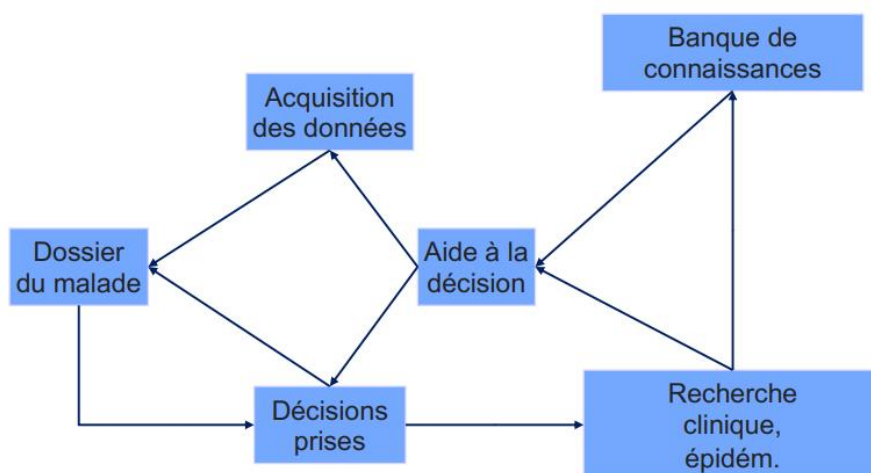 Banque de
connaissances
Acquisition
des données
Dossier
du malade
Aide à la
décision
Décisions
prises
Recherche
clinique,
épidém.